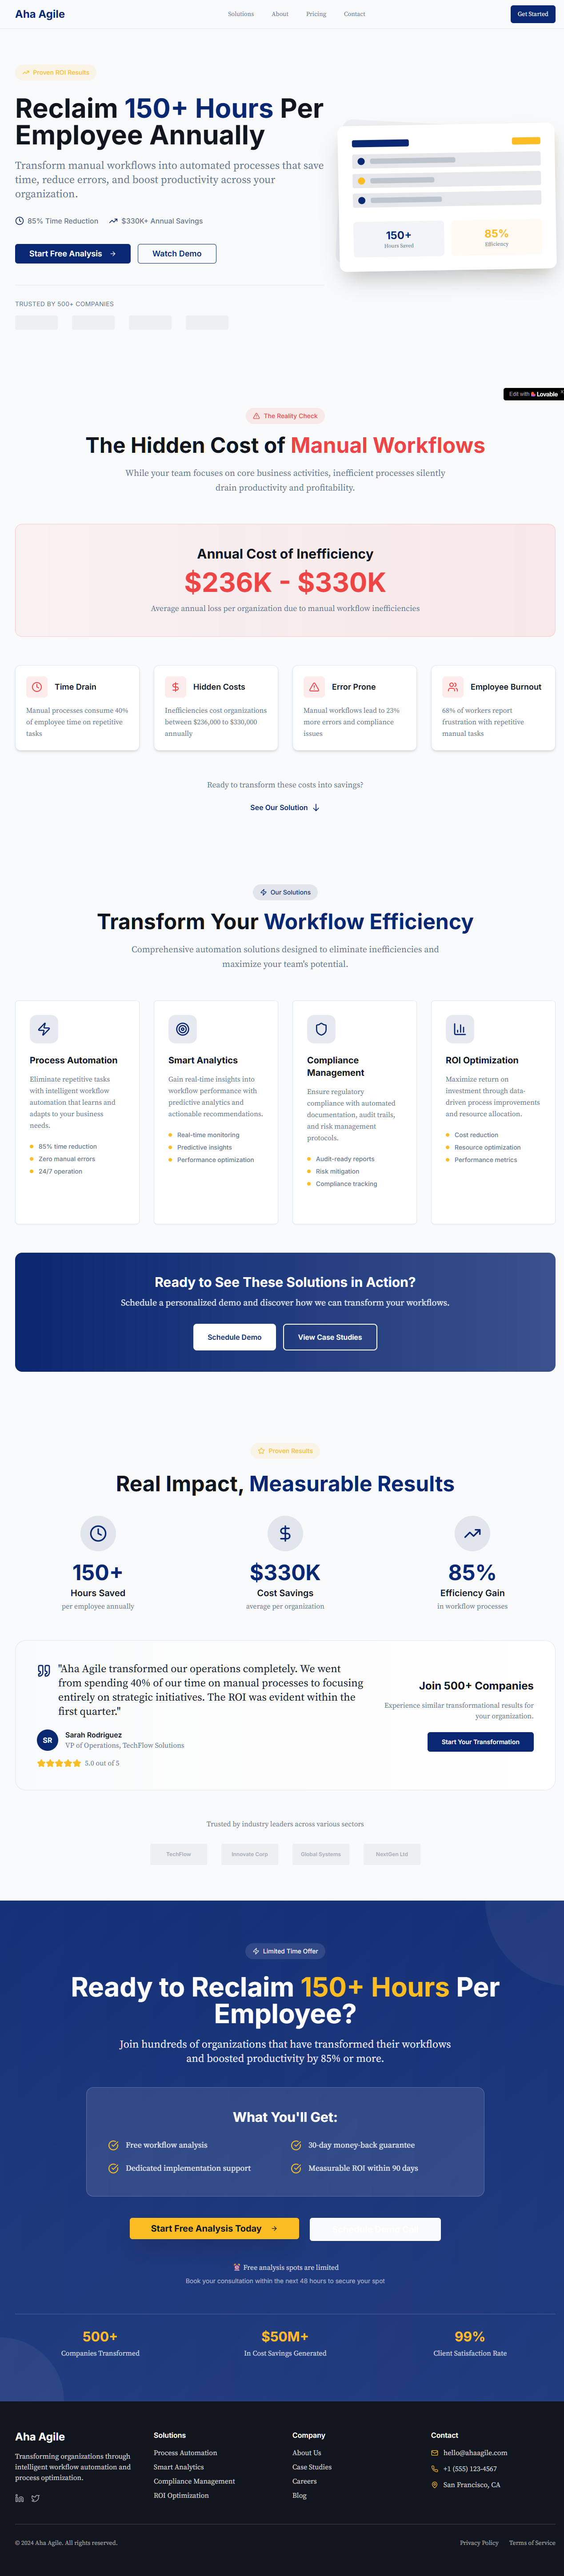 Aha Agile
Solutions
About
Pricing
Contact
Get Started
Proven ROI Results
Reclaim 150+ Hours Per
Employee Annually
Transform manual workflows into automated processes that save
time, reduce errors, and boost productivity across your
organization.
85% Time Reduction
$330K+ Annual Savings
Start Free Analysis
Watch Demo
TRUSTED BY 500+ COMPANIES
150+
Hours Saved
85%
Efficiency
Edit with Lovable
The Reality Check
The Hidden Cost of Manual Workflows
While your team focuses on core business activities, inefficient processes silently
drain productivity and profitability.
Annual Cost of Inefficiency
$236K - $330K
Average annual loss per organization due to manual workflow inefficiencies
Time Drain
Manual processes consume 40%
of employee time on repetitive
tasks
Hidden Costs
Inefficiencies cost organizations
between $236,000 to $330,000
annually
Error Prone
Manual workflows lead to 23%
more errors and compliance
issues
Employee Burnout
68% of workers report
frustration with repetitive
manual tasks
Ready to transform these costs into savings?
See Our Solution
Our Solutions
Transform Your Workflow Efficiency
Comprehensive automation solutions designed to eliminate inefficiencies and
maximize your team's potential.
Process Automation
Eliminate repetitive tasks
with intelligent workflow
automation that learns and
adapts to your business
needs.
85% time reduction
Zero manual errors
24/7 operation
Smart Analytics
Gain real-time insights into
workflow performance with
predictive analytics and
actionable recommendations.
Real-time monitoring
Predictive insights
Performance optimization
Compliance
Management
Ensure regulatory
compliance with automated
documentation, audit trails,
and risk management
protocols.
Audit-ready reports
Risk mitigation
Compliance tracking
ROI Optimization
Maximize return on
investment through data-
driven process improvements
and resource allocation.
Cost reduction
Resource optimization
Performance metrics
Ready to See These Solutions in Action?
Schedule a personalized demo and discover how we can transform your workflows.
Schedule Demo
View Case Studies
Proven Results
Real Impact, Measurable Results
150+
Hours Saved
per employee annually
$330K
Cost Savings
average per organization
85%
Efficiency Gain
in workflow processes
"Aha Agile transformed our operations completely. We went
from spending 40% of our time on manual processes to focusing
entirely on strategic initiatives. The ROI was evident within the
first quarter."
SR
Sarah Rodriguez
VP of Operations, TechFlow Solutions
5.0 out of 5
Join 500+ Companies
Experience similar transformational results for
your organization.
Start Your Transformation
Trusted by industry leaders across various sectors
TechFlow
Innovate Corp
Global Systems
NextGen Ltd
Limited Time Offer
Ready to Reclaim 150+ Hours Per
Employee?
Join hundreds of organizations that have transformed their workflows
and boosted productivity by 85% or more.
What You'll Get:
Free workflow analysis
30-day money-back guarantee
Dedicated implementation support
Measurable ROI within 90 days
Start Free Analysis Today
Free analysis spots are limited
Book your consultation within the next 48 hours to secure your spot
500+
Companies Transformed
$50M+
In Cost Savings Generated
99%
Client Satisfaction Rate
Aha Agile
Transforming organizations through
intelligent workflow automation and
process optimization.
Solutions
Process Automation
Smart Analytics
Compliance Management
ROI Optimization
Company
About Us
Case Studies
Careers
Blog
Contact
hello@ahaagile.com
+1 (555) 123-4567
San Francisco, CA
© 2024 Aha Agile. All rights reserved.
Privacy Policy
Terms of Service